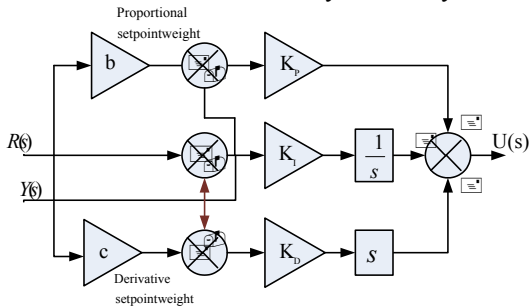 Proportional
setpointweight
b
K_P
R(s)
K_I
1
s
U(s)
Y(s)
c
K_D
s
Derivative
setpointweight